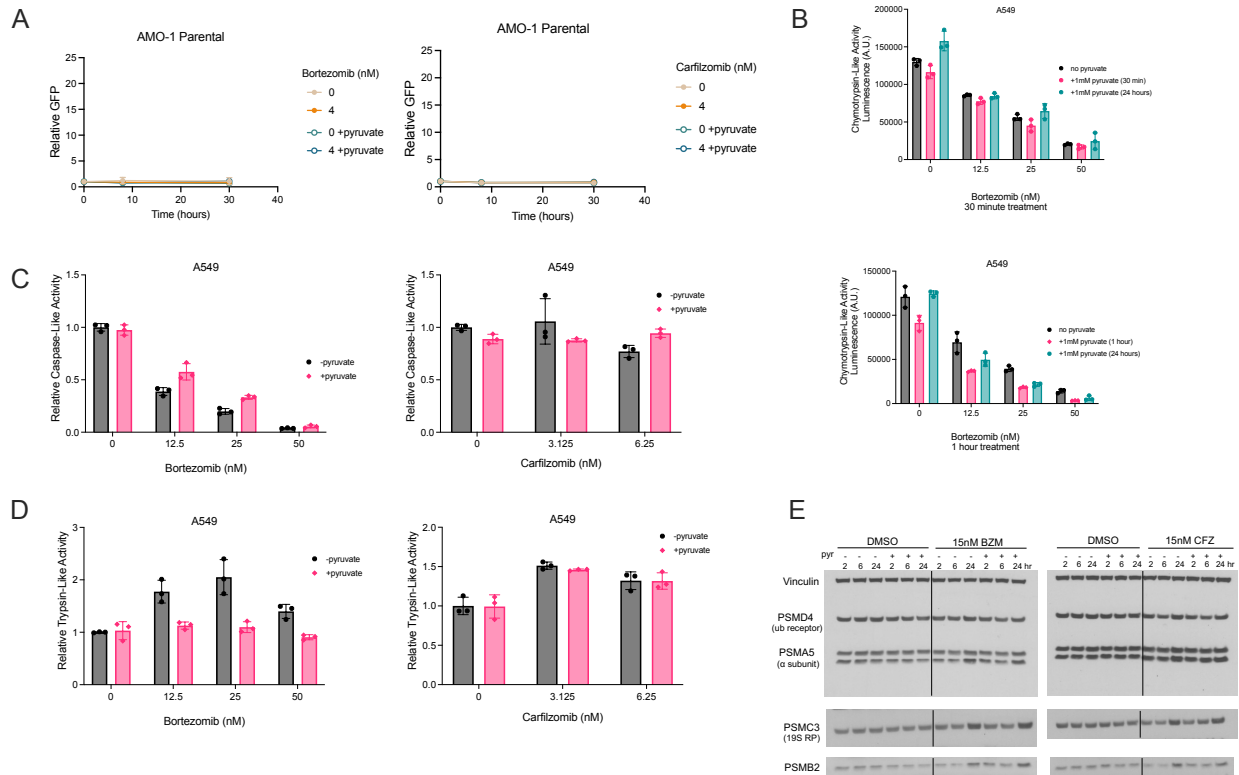 A
AMO-1 Parental
Relative GFP
25
20
15
10
5
0
0 10 20 30 40
Time (hours)
Bortezomib (nM)
0
4
0 +pyruvate
4 +pyruvate
AMO-1 Parental
Relative GFP
25
20
15
10
5
0
0 10 20 30 40
Time (hours)
Carfilzomib (nM)
0
4
0 +pyruvate
4 +pyruvate
B
A549
Chymotrypsin-Like Activity
Luminescence (A.U.)
200000
150000
100000
50000
0
no pyruvate
+1mM pyruvate (30 min)
+1mM pyruvate (24 hours)
0 12.5 25 50
Bortezomib (nM)
30 minute treatment
A549
Chymotrypsin-Like Activity
Luminescence (A.U.)
150000
100000
50000
0
no pyruvate
+1mM pyruvate (1 hour)
+1mM pyruvate (24 hours)
0 12.5 25 50
Bortezomib (nM)
1 hour treatment
C
A549
Relative Caspase-Like Activity
1.5
1.0
0.5
0.0
-pyruvate
+pyruvate
0 12.5 25 50
Bortezomib (nM)
A549
Relative Caspase-Like Activity
1.5
1.0
0.5
0.0
-pyruvate
+pyruvate
0 3.125 6.25
Carfilzomib (nM)
D
A549
Relative Trypsin-Like Activity
3
2
1
0
-pyruvate
+pyruvate
0 12.5 25 50
Bortezomib (nM)
A549
Relative Typsin-Like Activity
2.0
1.5
1.0
0.5
0.0
-pyruvate
+pyruvate
0 3.125 6.25
Carfilzomib (nM)
E
DMSO 15nM BZM
pyr - - - + + + - - - + + +
2 6 24 2 6 24 2 6 24 2 6 24 hr
DMSO 15nM CFZ
- - - + + + - - - + + +
2 6 24 2 6 24 2 6 24 2 6 24 hr
Vinculin
PSMD4
(ub receptor)
PSMA5
(α subunit)
PSMC3
(19S RP)
PSMB2